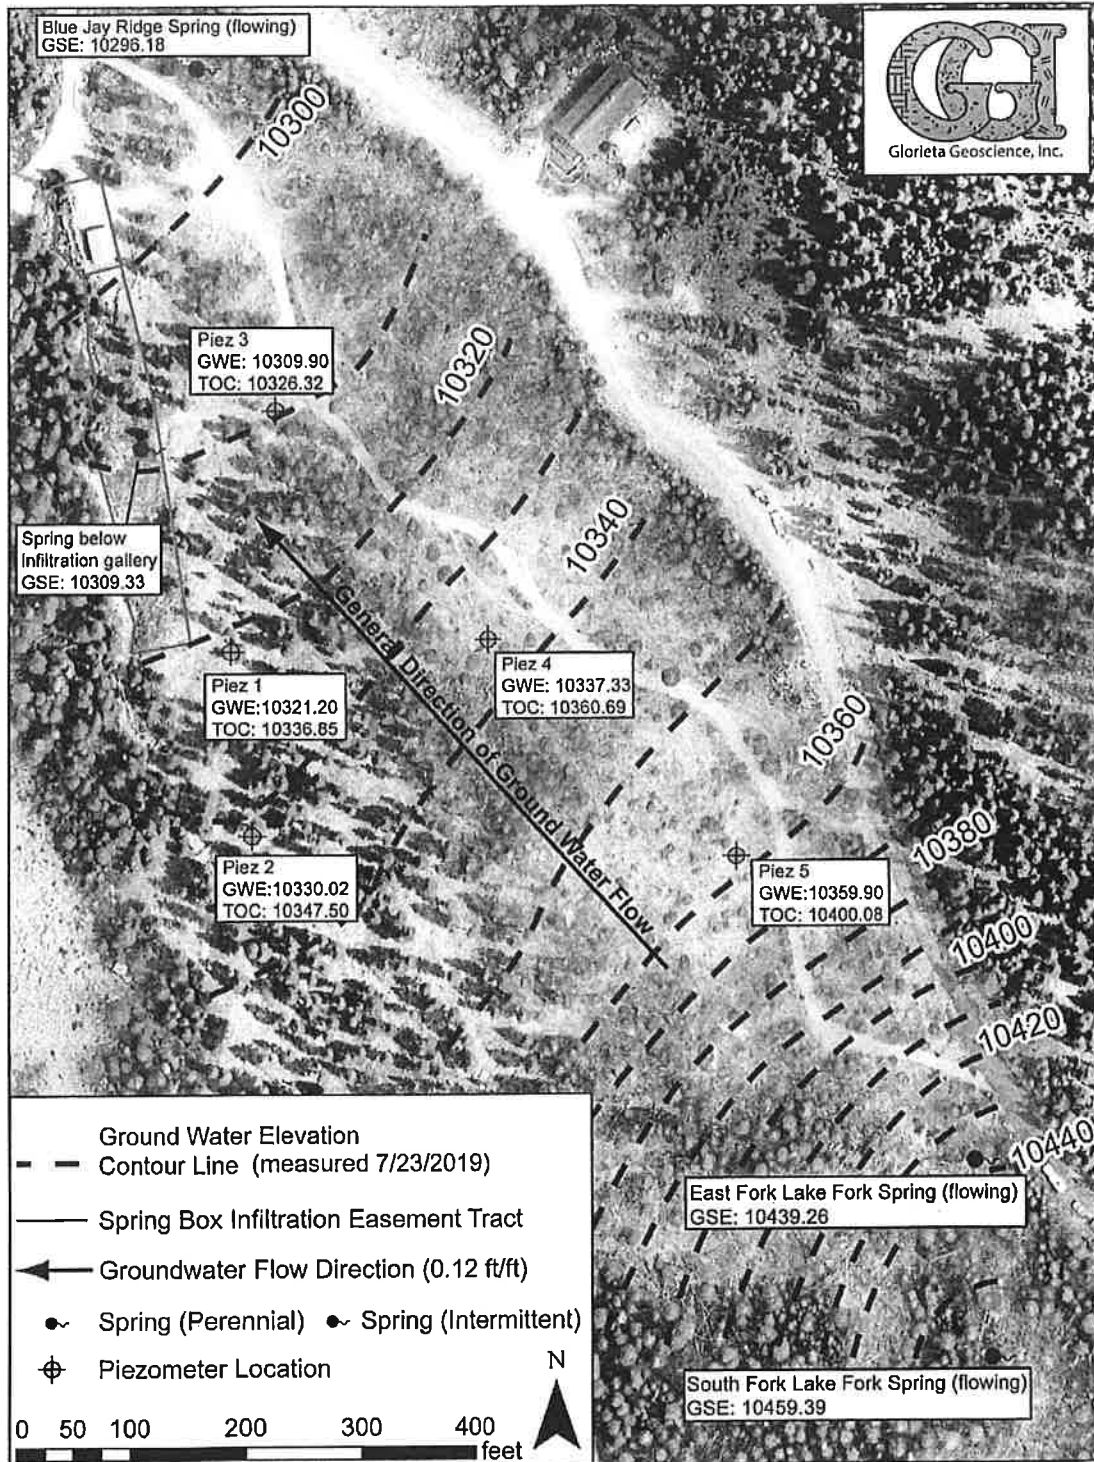 Blue Jay Ridge Spring (flowing)
GSE: 10296.18
GGI
Glorieta Geoscience, Inc.
10300
Piez 3
GWE: 10309.90
TOC: 10326.32
10320
10340
Spring below
Infiltration gallery
GSE: 10309.33
General Direction of Ground Water Flow
Piez 1
GWE:10321.20
TOC: 10336.85
Piez 4
GWE: 10337.33
TOC: 10360.69
10360
Piez 2
GWE:10330.02
TOC: 10347.50
Piez 5
GWE:10359.90
TOC: 10400.08
10380
10400
10420
10440
East Fork Lake Fork Spring (flowing)
GSE: 10439.26
South Fork Lake Fork Spring (flowing)
GSE: 10459.39
Ground Water Elevation
Contour Line (measured 7/23/2019)
Spring Box Infiltration Easement Tract
Groundwater Flow Direction (0.12 ft/ft)
Spring (Perennial) Spring (Intermittent)
Piezometer Location
N
0 50 100 200 300 400
feet